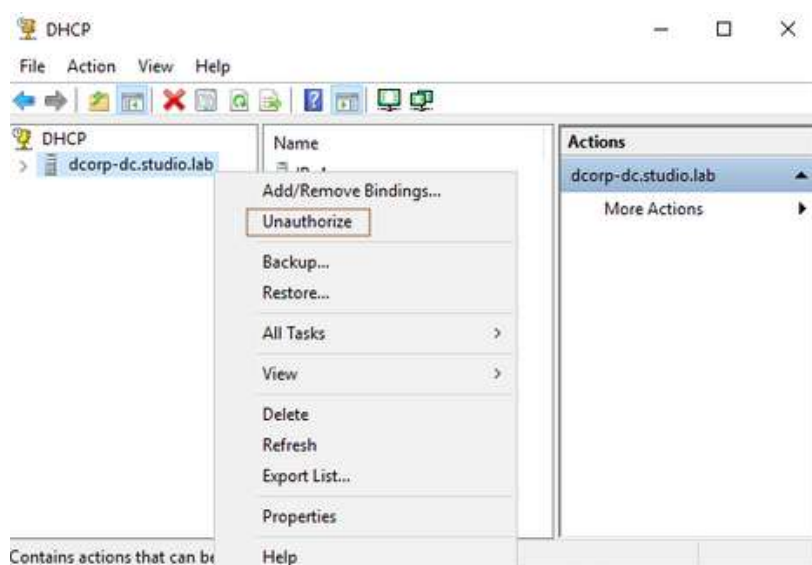 DHCP
File Action View Help
DHCP
dcorp-dc.studio.lab
Name
Actions
dcorp-dc.studio.lab
More Actions
Add/Remove Bindings...
Unauthorize
Backup...
Restore...
All Tasks
View
Delete
Refresh
Export List...
Properties
Help
Contains actions that can be